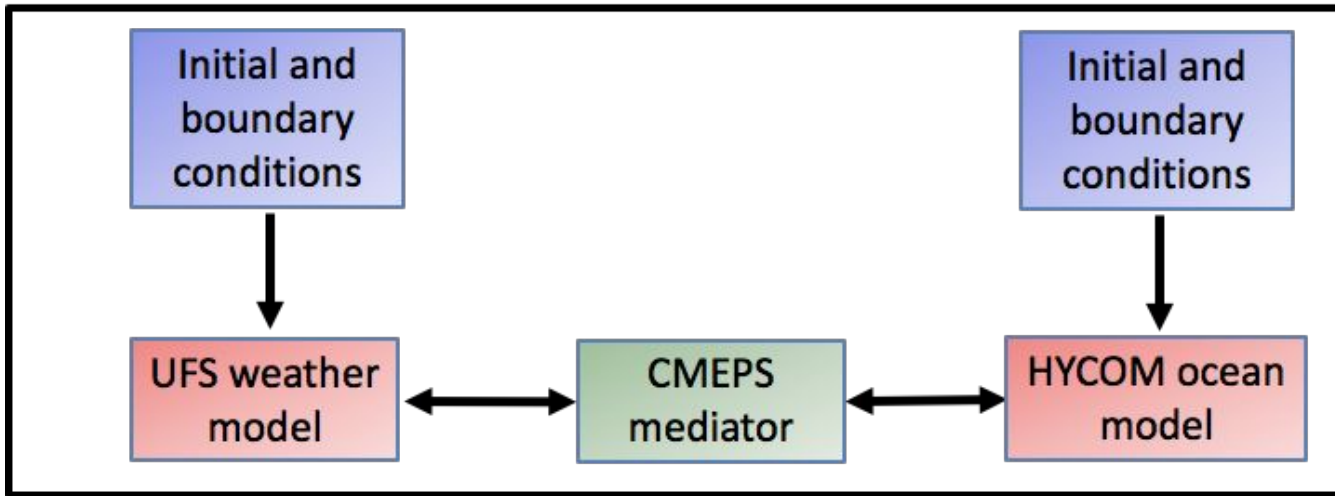 Initial and
boundary
conditions
Initial and
boundary
conditions
UFS weather
model
CMEPS
mediator
HYCOM ocean
model